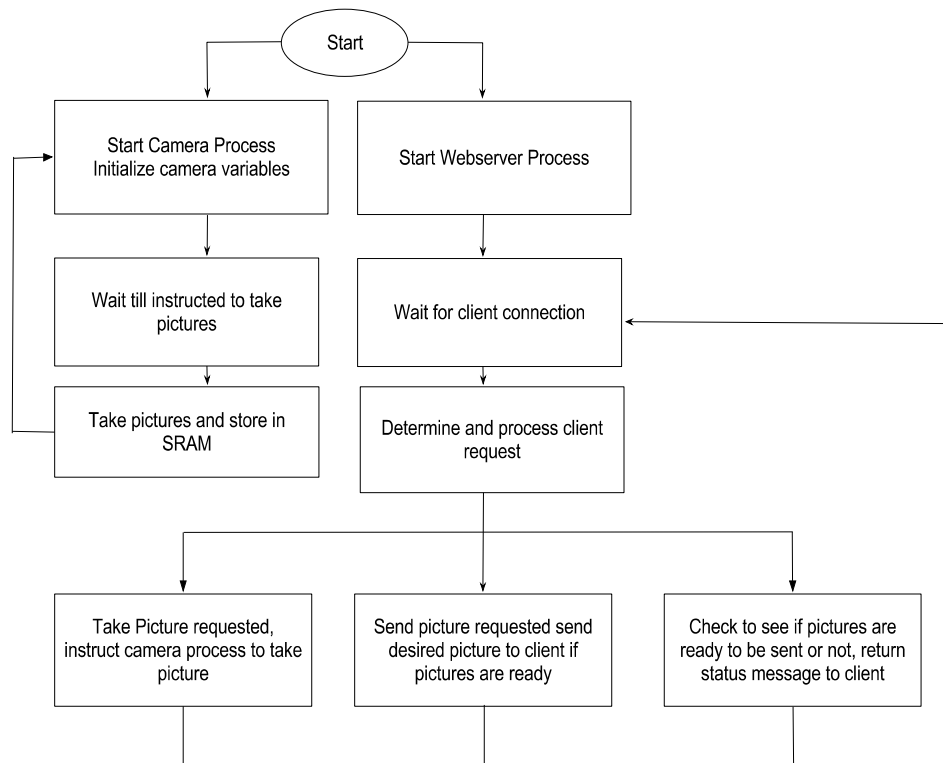 Start
Start Camera Process
Initialize camera variables
Start Webserver Process
Wait till instructed to take
pictures
Wait for client connection
Take pictures and store in
SRAM
Determine and process client
request
Take Picture requested,
instruct camera process to take
picture
Send picture requested send
desired picture to client if
pictures are ready
Check to see if pictures are
ready to be sent or not, return
status message to client